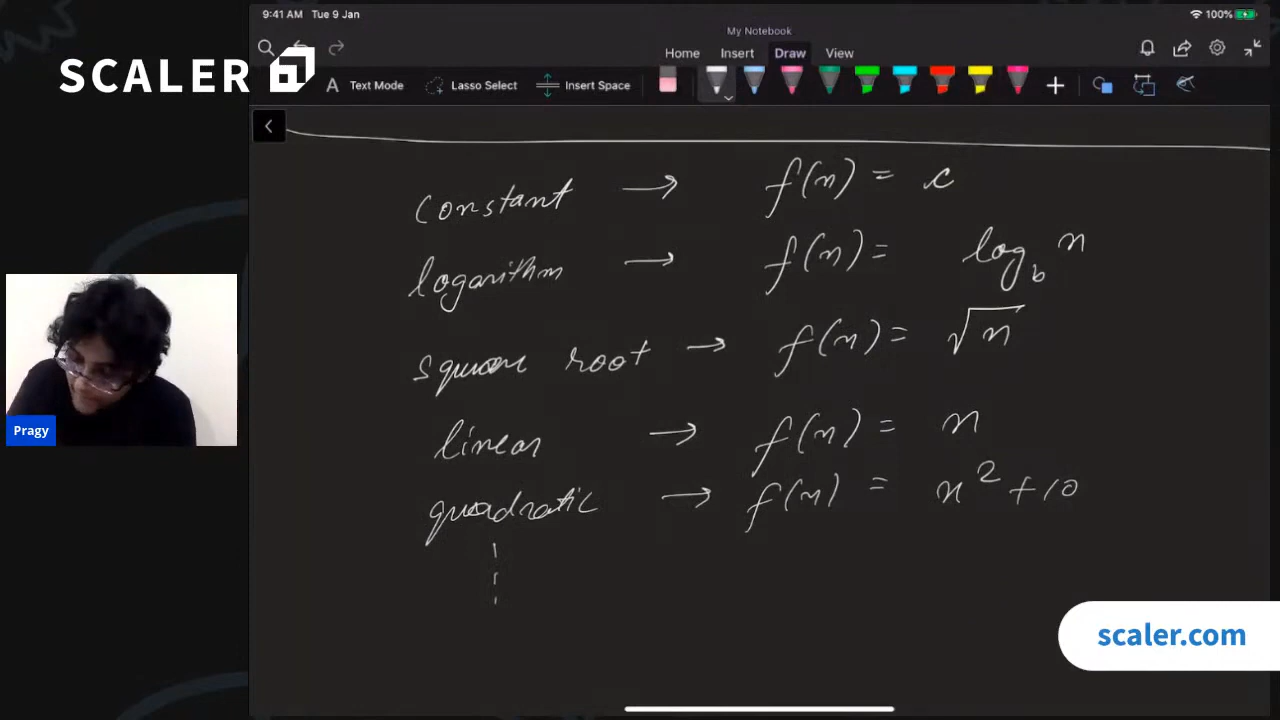 9:41 AM Tue 9 Jan
100%
My Notebook
Home Insert Draw View
SCALER
A Text Mode Lasso Select Insert Space
constant → f(n) = c
logarithm → f(n) = log_b n
square root → f(n) = √n
linear → f(n) = n
quadratic → f(n) = n² + 10
Pragy
scaler.com